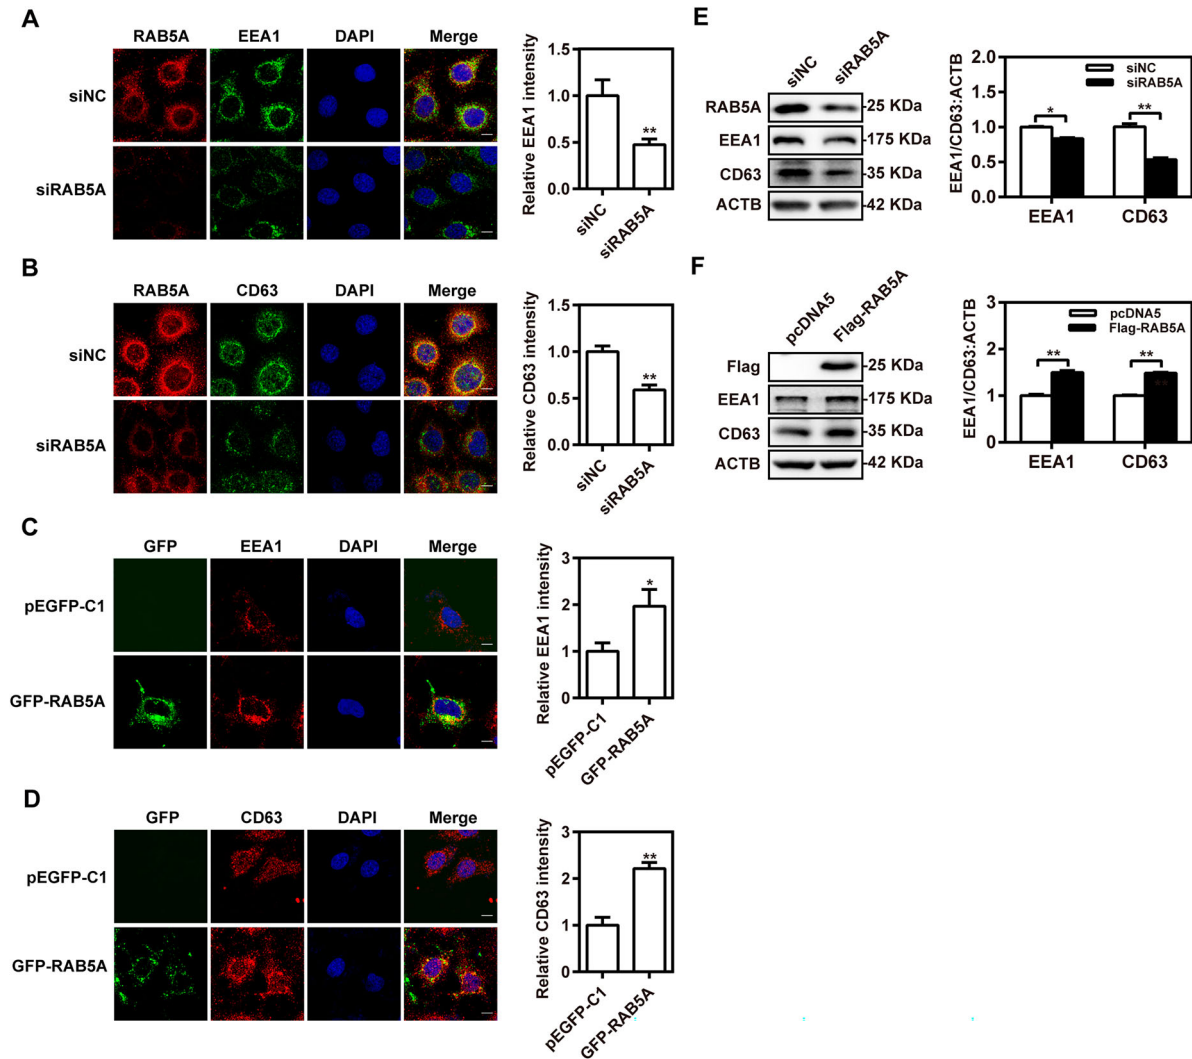 A
RAB5A EEA1 DAPI Merge
siNC
siRAB5A
Relative EEA1 intensity
1.5
1.0
0.5
0.0
**
siNC
siRAB5A
B
RAB5A CD63 DAPI Merge
siNC
siRAB5A
Relative CD63 intensity
1.5
1.0
0.5
0.0
**
siNC
siRAB5A
C
GFP EEA1 DAPI Merge
pEGFP-C1
GFP-RAB5A
Relative EEA1 intensity
3
2
1
0
*
pEGFP-C1
GFP-RAB5A
D
GFP CD63 DAPI Merge
pEGFP-C1
GFP-RAB5A
Relative CD63 intensity
3
2
1
0
**
pEGFP-C1
GFP-RAB5A
E
siNC siRAB5A
RAB5A -25 KDa
EEA1 -175 KDa
CD63 -35 KDa
ACTB -42 KDa
EEA1/CD63:ACTB
2.0
1.5
1.0
0.5
0.0
siNC
siRAB5A
* **
EEA1 CD63
F
pcDNA5 Flag-RAB5A
Flag -25 KDa
EEA1 -175 KDa
CD63 -35 KDa
ACTB -42 KDa
EEA1/CD63:ACTB
3
2
1
0
pcDNA5
Flag-RAB5A
** **
**
EEA1 CD63